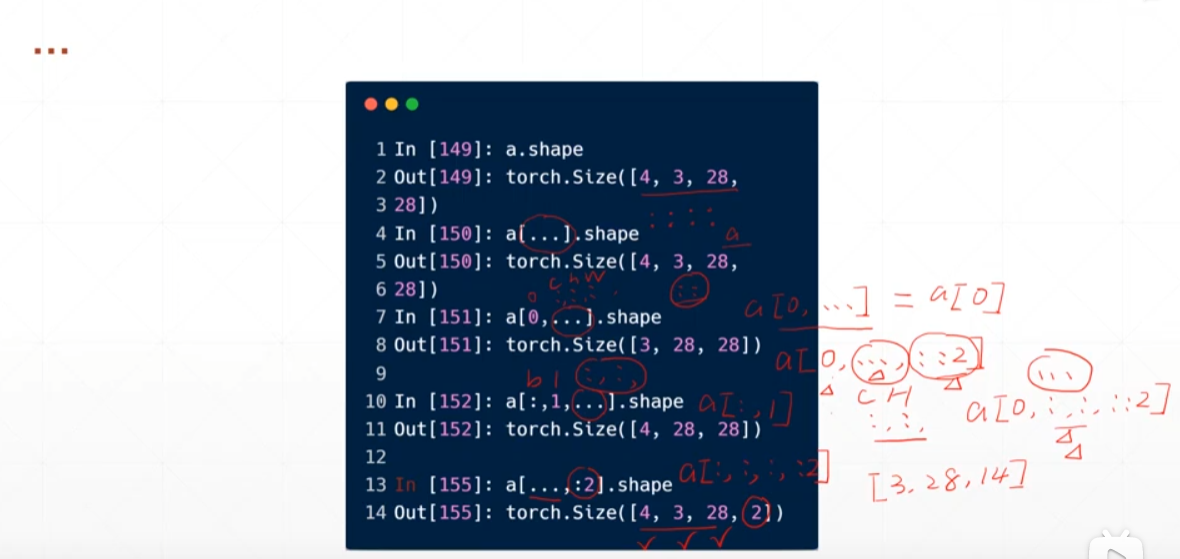 ...
1 In [149]: a.shape
2 Out[149]: torch.Size([4, 3, 28,
3 28])
: : : :
4 In [150]: a[...].shape
a
5 Out[150]: torch.Size([4, 3, 28,
6 28])
: :
0 c h w
7 In [151]: a[0,...].shape
a[0, ...] = a[0]
8 Out[151]: torch.Size([3, 28, 28])
a[0, ..., ::2]
...
9
b 1 :, :,
10 In [152]: a[:,1,...].shape
a[:,1]
C H
:, :,
a[0, :, :, ::2]
11 Out[152]: torch.Size([4, 28, 28])
12
13 In [155]: a[...,:2].shape
a[:, :, :, :2]
[3, 28, 14]
14 Out[155]: torch.Size([4, 3, 28, 2])